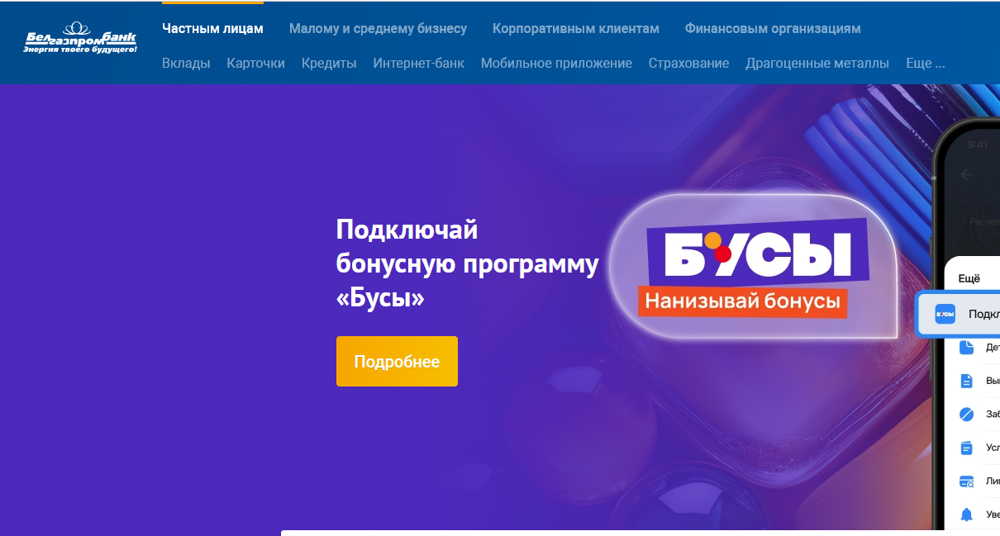 Белгазпромбанк
Энергия твоего будущего!
Частным лицам Малому и среднему бизнесу Корпоративным клиентам Финансовым организациям
Вклады Карточки Кредиты Интернет-банк Мобильное приложение Страхование Драгоценные металлы Еще ...
Подключай
бонусную программу
«Бусы»
Подробнее
БУСЫ
Нанизывай бонусы
9:41
Расчет
Ещё
БУСЫ Подкл
Дет
Вы
Заб
Усл
Ли
Уве